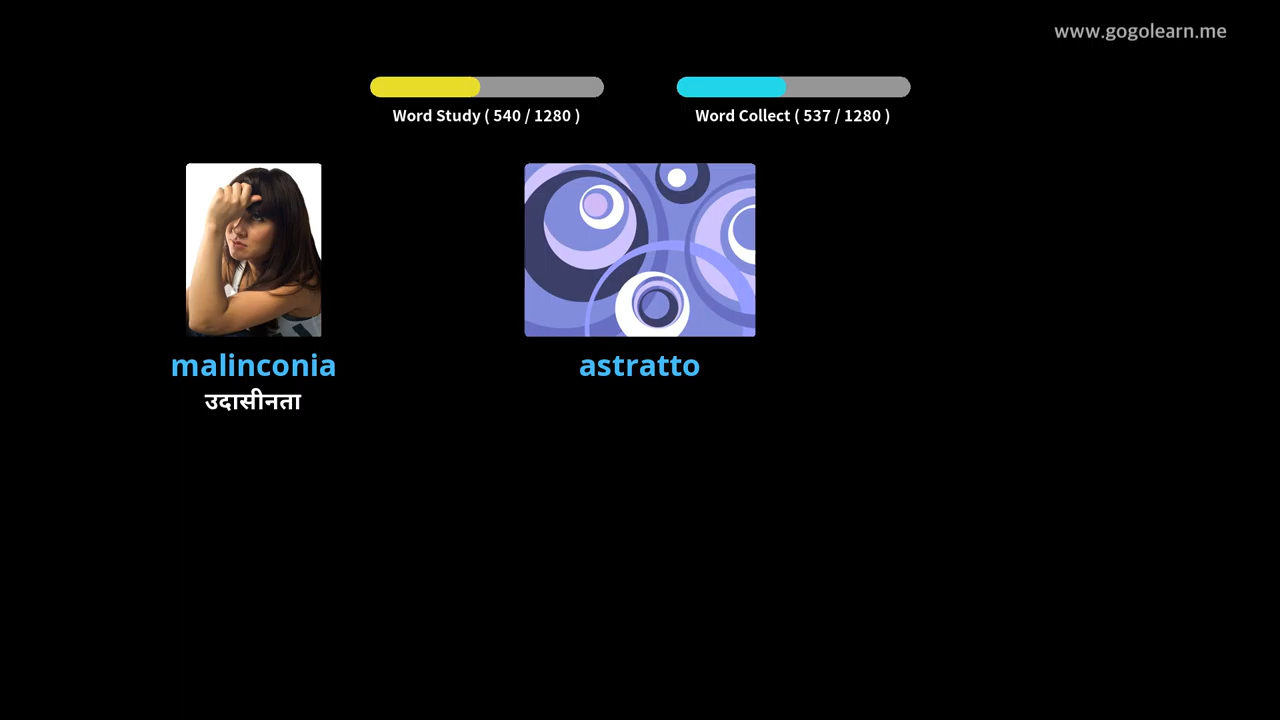 www.gogolearn.me
Word Study ( 540 / 1280 )
Word Collect ( 537 / 1280 )
malinconia
उदासीनता
astratto